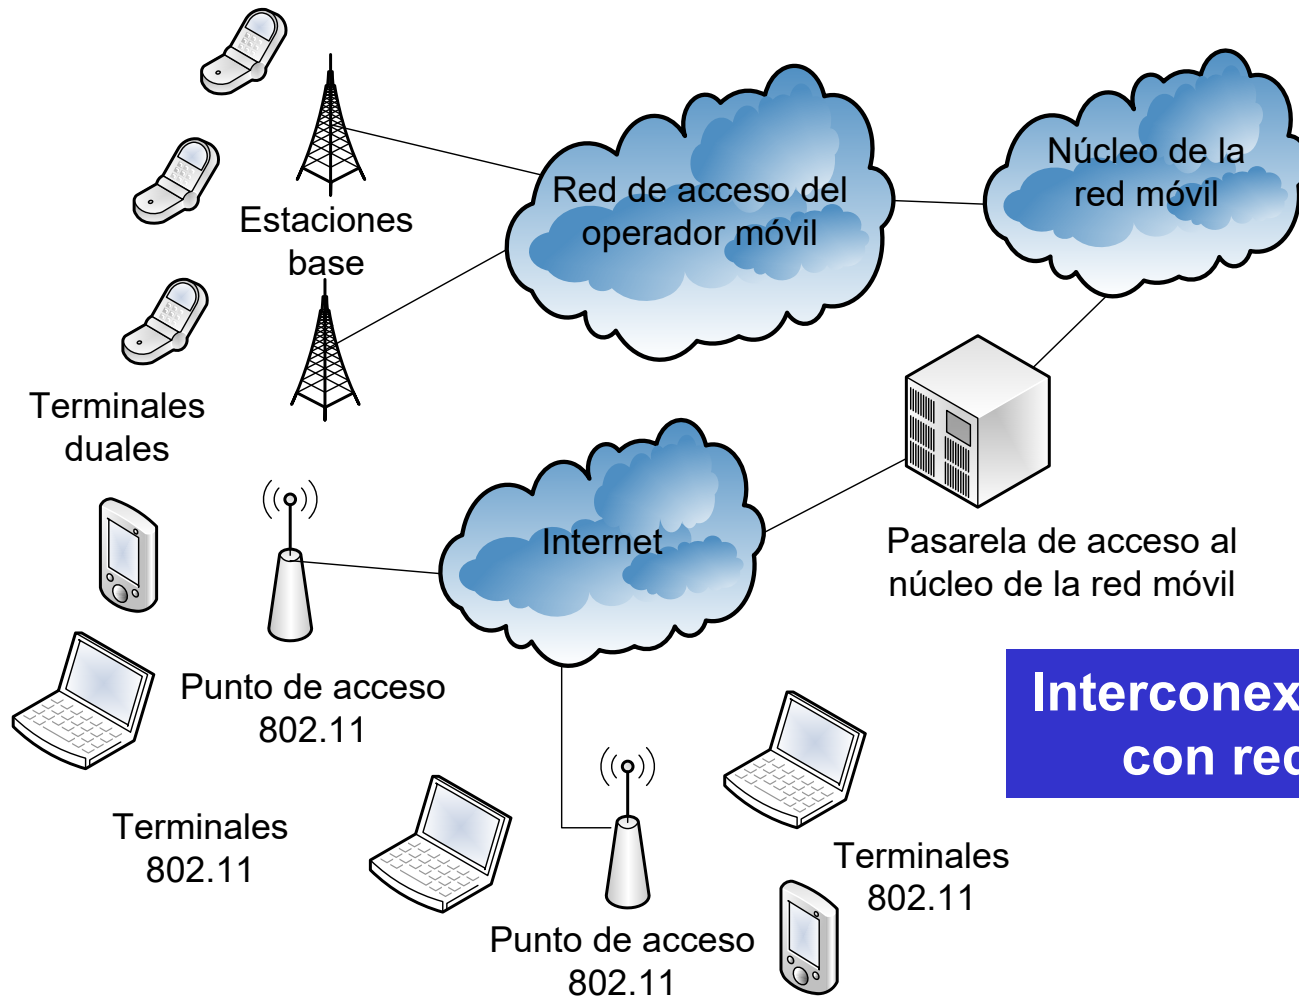 Estaciones
base
Red de acceso del
operador móvil
Núcleo de la
red móvil
Terminales
duales
Internet
Pasarela de acceso al
núcleo de la red móvil
Punto de acceso
802.11
Terminales
802.11
Punto de acceso
802.11
Terminales
802.11
con